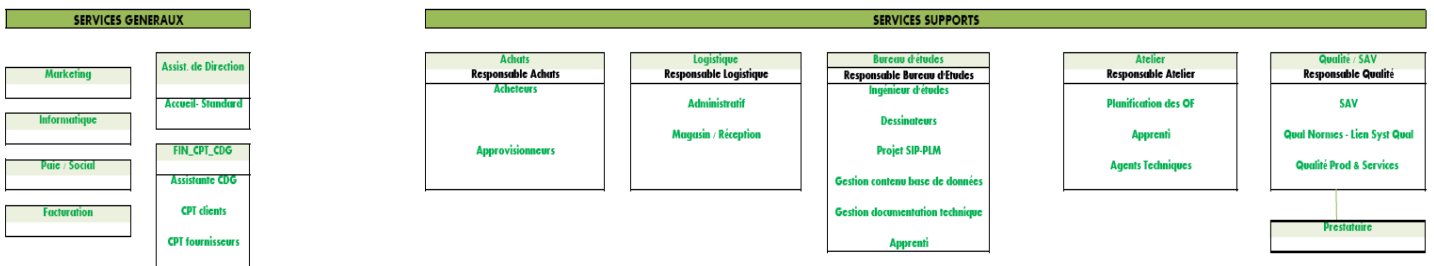 SERVICES GENERAUX
Marketing
Informatique
Paie / Social
Facturation
Assist. de Direction
Accueil- Standard
FIN_CPT_CDG
Assistante CDG
CPT clients
CPT fournisseurs
SERVICES SUPPORTS
Achats
Responsable Achats
Acheteurs
Approvisionneurs
Logistique
Responsable Logistique
Administratif
Magasin / Réception
Bureau d'études
Responsable Bureau d'Etudes
Ingénieur d'études
Dessinateurs
Projet SIP-PLM
Gestion contenu base de données
Gestion documentation technique
Apprenti
Atelier
Responsable Atelier
Planification des OF
Apprenti
Agents Techniques
Qualité / SAV
Responsable Qualité
SAV
Qual Normes - Lien Syst Qual
Qualité Prod & Services
Prestataire